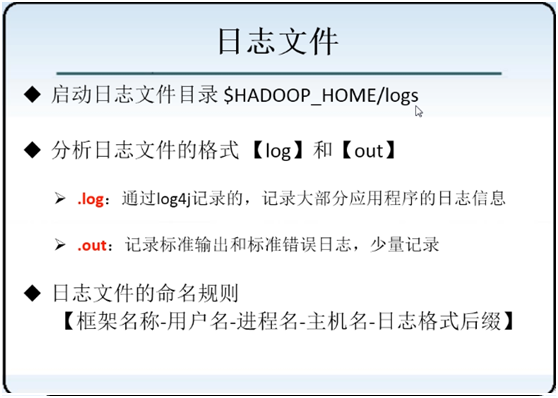 日志文件
◆ 启动日志文件目录 $HADOOP_HOME/logs
◆ 分析日志文件的格式 【log】和【out】
➢ .log：通过log4j记录的，记录大部分应用程序的日志信息
➢ .out：记录标准输出和标准错误日志，少量记录
◆ 日志文件的命名规则
【框架名称-用户名-进程名-主机名-日志格式后缀】